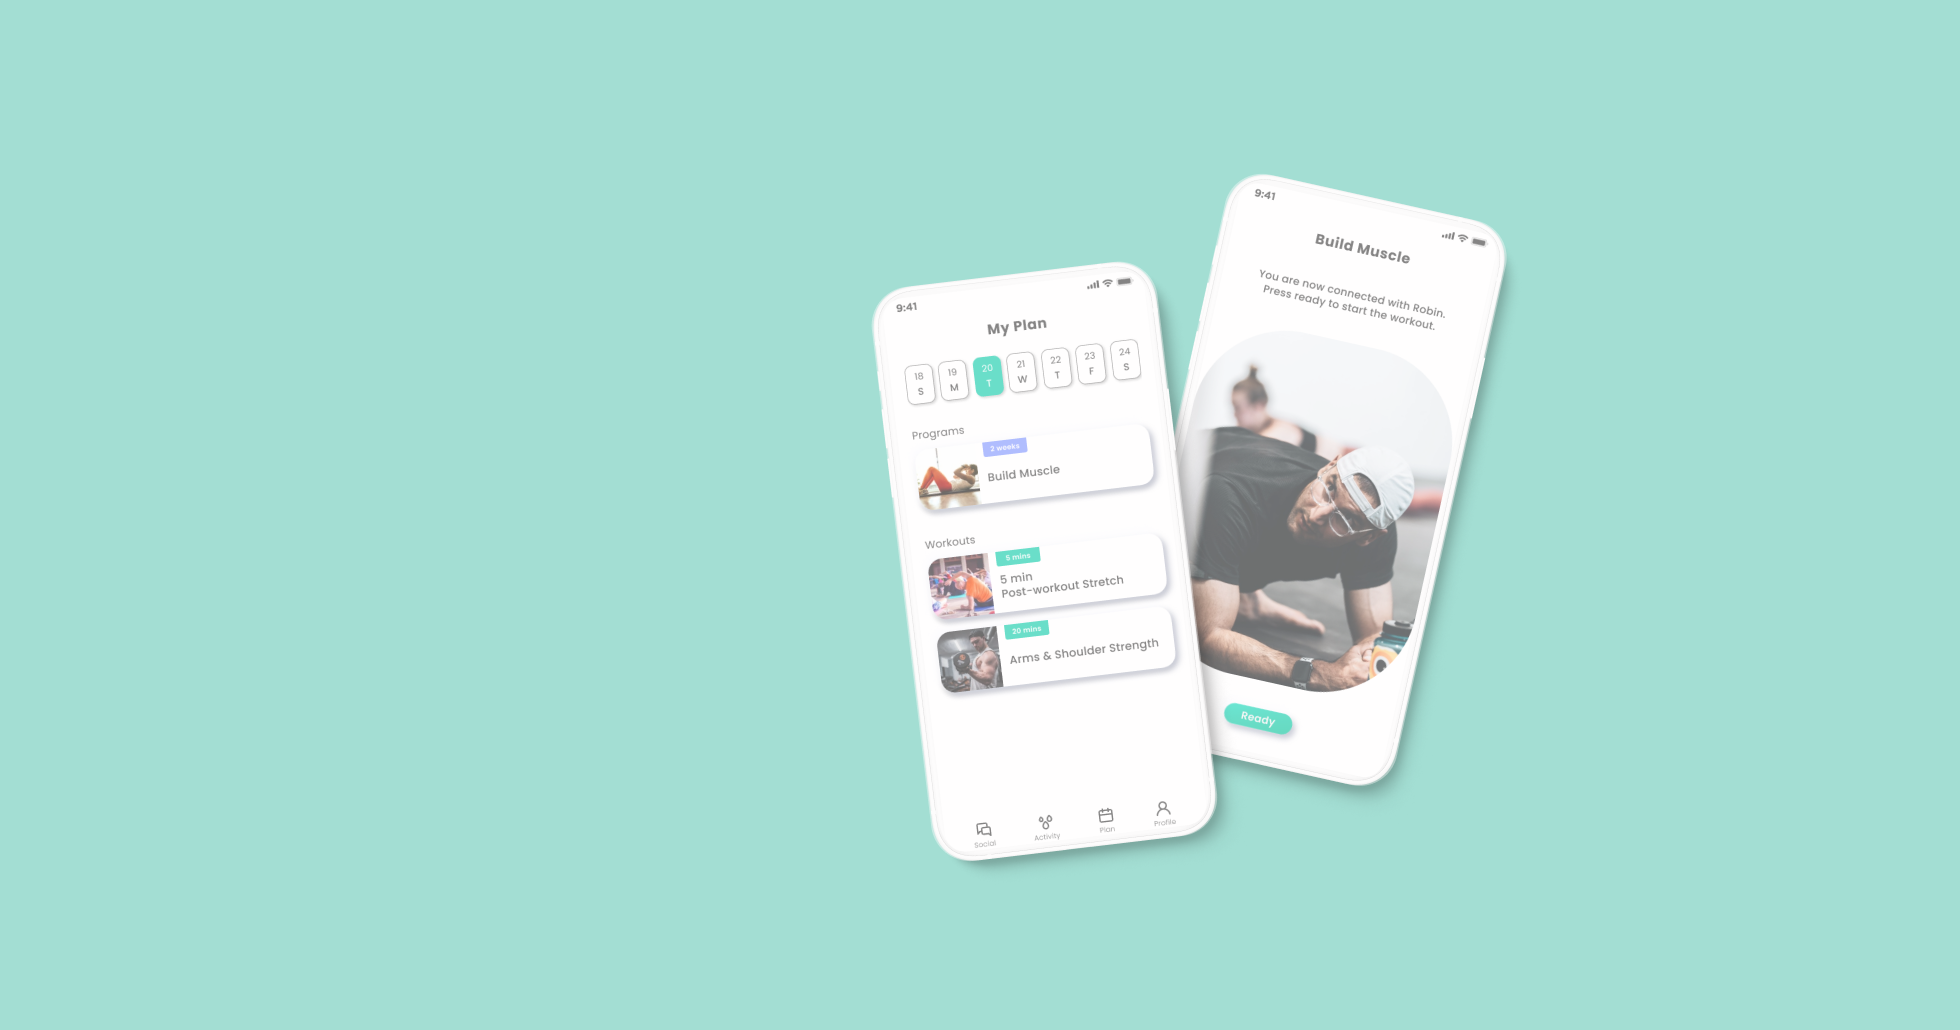 9:41
My Plan
18 19 20 21 22 23 24
S M T W T F S
Programs
2 weeks
Build Muscle
Workouts
5 mins
5 min
Post-workout Stretch
20 mins
Arms & Shoulder Strength
Social Activity Plan Profile
9:41
Build Muscle
You are now connected with Robin.
Press ready to start the workout.
Ready